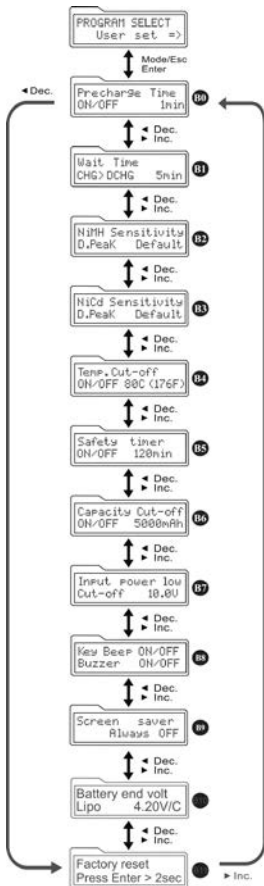 PROGRAM SELECT
User set =>
Mode/Esc
Enter
◄ Dec.
Precharge Time
ON/OFF 1min
B0
◄ Dec.
► Inc.
Wait Time
CHG>DCHG 5min
B1
◄ Dec.
► Inc.
NiMH Sensitivity
D.PeaK Default
B2
◄ Dec.
► Inc.
NiCd Sensitivity
D.PeaK Default
B3
◄ Dec.
► Inc.
Temp.Cut-off
ON/OFF 80C(176F)
B4
◄ Dec.
► Inc.
Safety timer
ON/OFF 120min
B5
◄ Dec.
► Inc.
Capacity Cut-off
ON/OFF 5000mAh
B6
◄ Dec.
► Inc.
Input power low
Cut-off 10.0V
B7
◄ Dec.
► Inc.
Key Beep ON/OFF
Buzzer ON/OFF
B8
◄ Dec.
► Inc.
Screen saver
Always OFF
B9
◄ Dec.
► Inc.
Battery end volt
Lipo 4.20V/C
◄ Dec.
► Inc.
Factory reset
Press Enter > 2sec
► Inc.